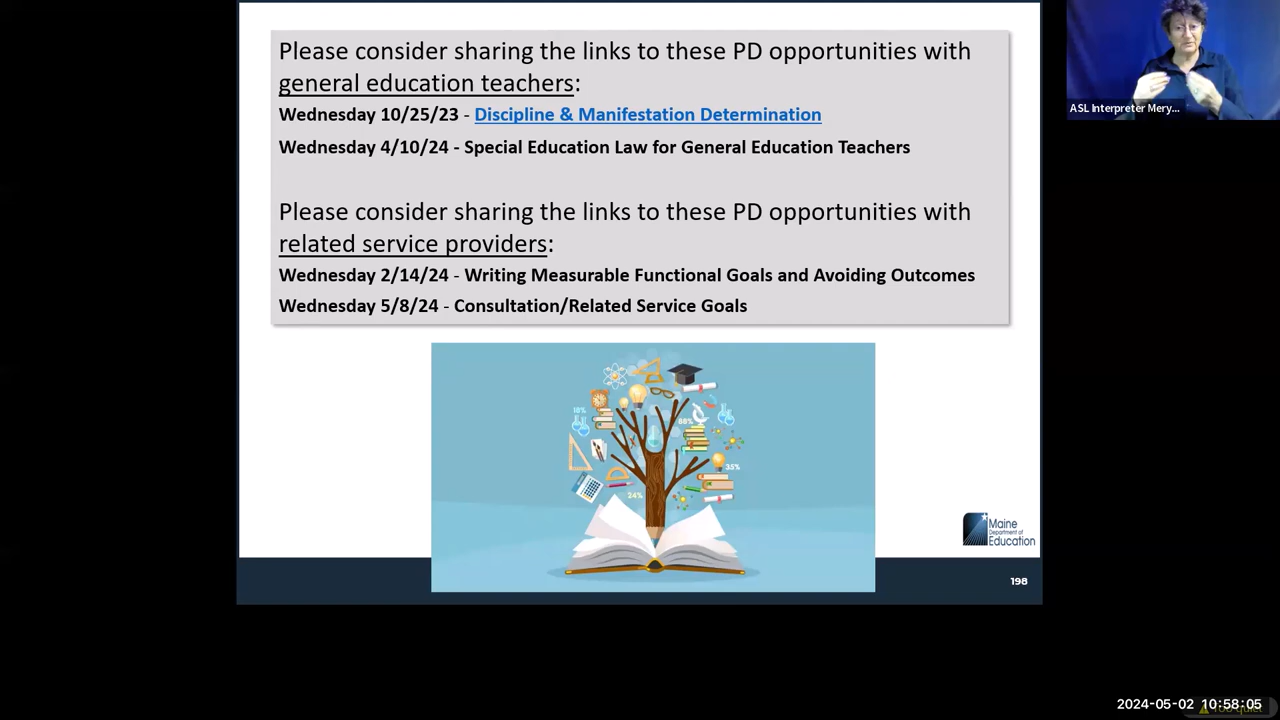 Please consider sharing the links to these PD opportunities with
general education teachers:
Wednesday 10/25/23 - Discipline & Manifestation Determination
Wednesday 4/10/24 - Special Education Law for General Education Teachers
Please consider sharing the links to these PD opportunities with
related service providers:
Wednesday 2/14/24 - Writing Measurable Functional Goals and Avoiding Outcomes
Wednesday 5/8/24 - Consultation/Related Service Goals
ASL Interpreter Mery...
18%
68%
35%
24%
Maine
Department of
Education
198
2024-05-02 10:58:05